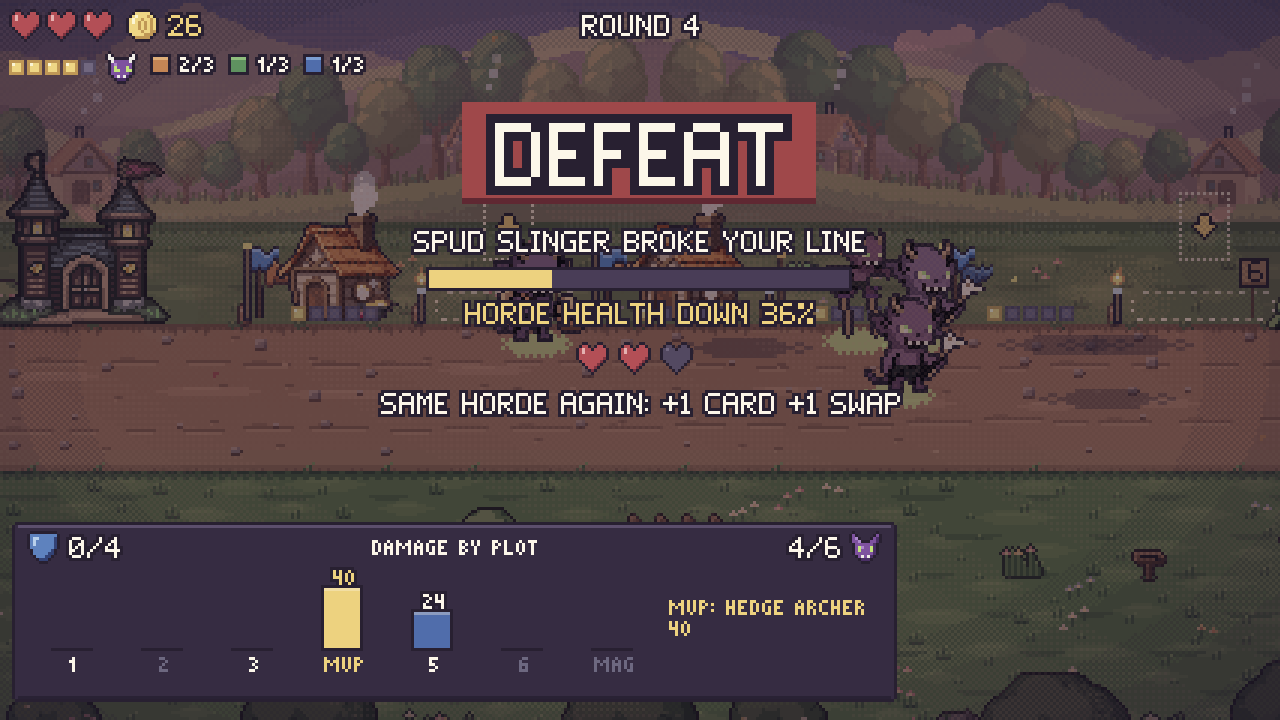 26
ROUND 4
2/3 1/3 1/3
DEFEAT
SPUD SLINGER BROKE YOUR LINE
6
HORDE HEALTH DOWN 36%
SAME HORDE AGAIN: +1 CARD +1 SWAP
0/4 DAMAGE BY PLOT 4/6
40
24
MVP: HEDGE ARCHER
40
1 2 3 MVP 5 6 MAG